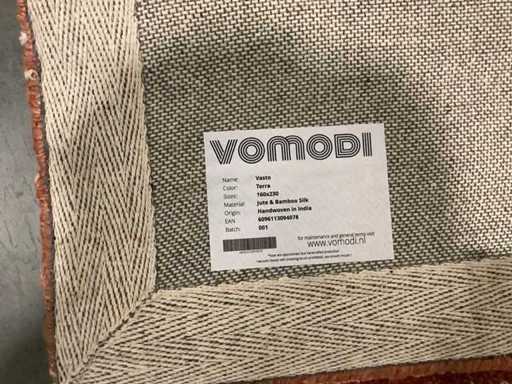 VOMODI
Name: Vasto
Color: Terra
Sizes: 160x230
Material: Jute & Bamboo Silk
Origin: Handwoven in India
EAN 6096113094078
Batch: 001
for maintenance and general terms visit
www.vomodi.nl